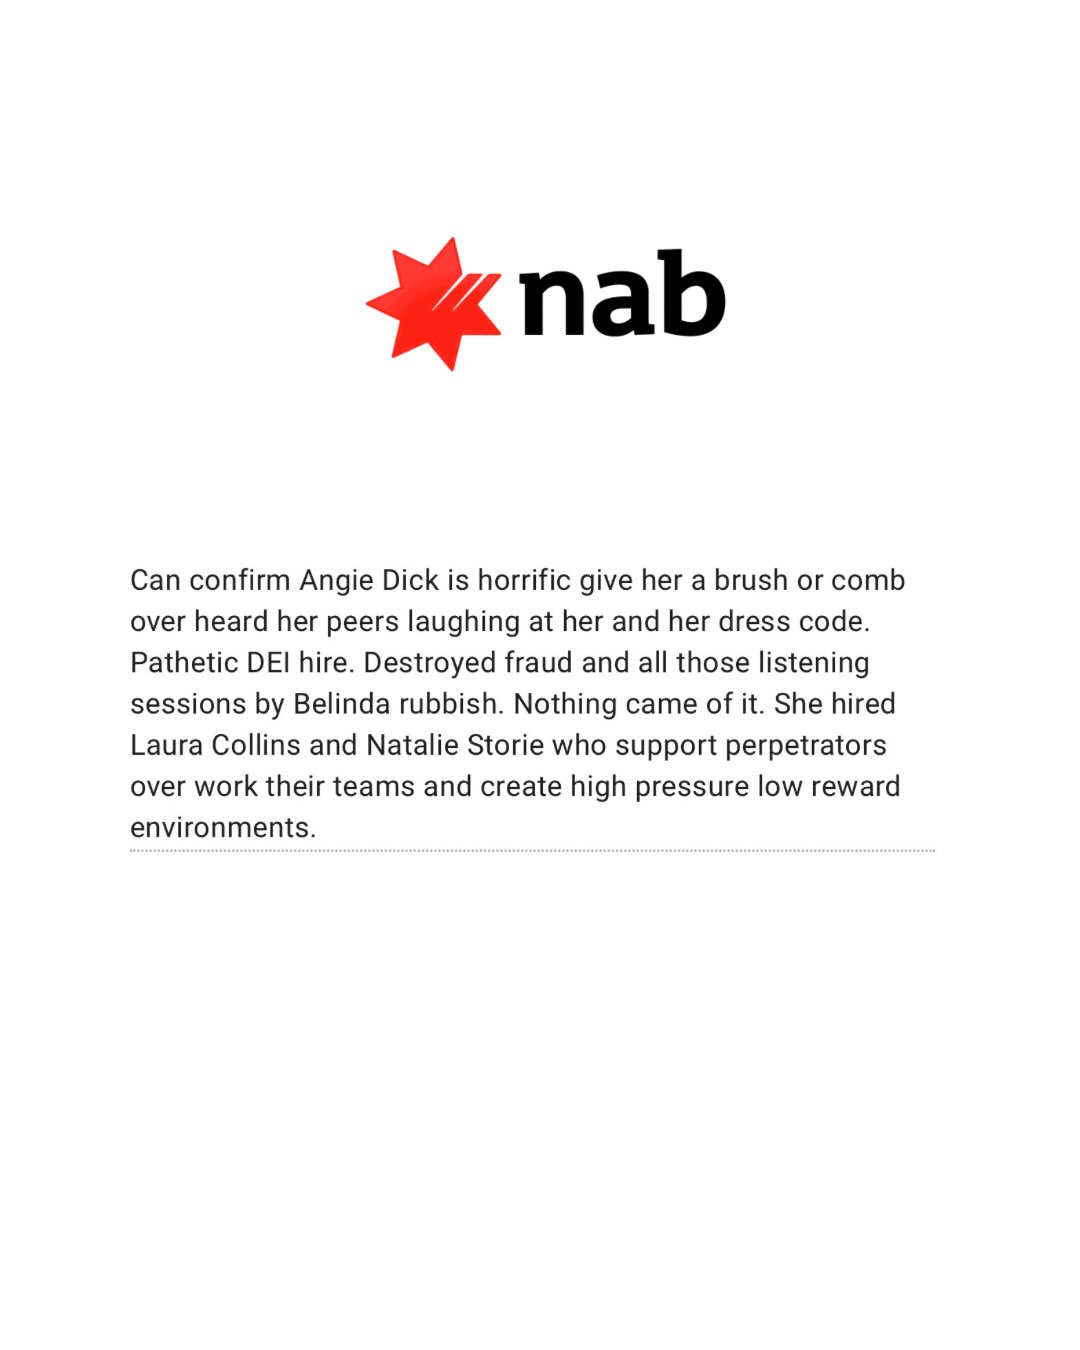 nab
Can confirm Angie Dick is horrific give her a brush or comb
over heard her peers laughing at her and her dress code.
Pathetic DEI hire. Destroyed fraud and all those listening
sessions by Belinda rubbish. Nothing came of it. She hired
Laura Collins and Natalie Storie who support perpetrators
over work their teams and create high pressure low reward
environments.